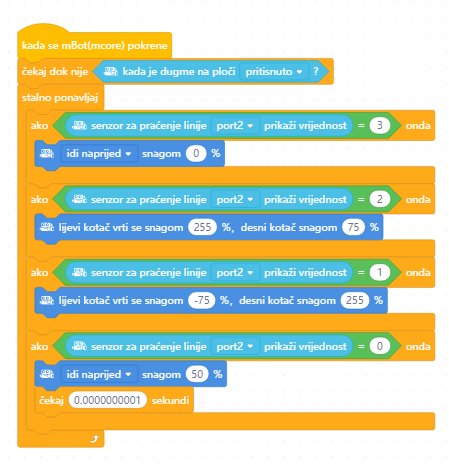 kada se mBot(mcore) pokrene
čekaj dok nije kada je dugme na ploči pritisnuto ?
stalno ponavljaj
ako senzor za praćenje linije port2 prikaži vrijednost = 3 onda
idi naprijed snagom 0 %
ako senzor za praćenje linije port2 prikaži vrijednost = 2 onda
lijevi kotač vrti se snagom 255 %, desni kotač snagom 75 %
ako senzor za praćenje linije port2 prikaži vrijednost = 1 onda
lijevi kotač vrti se snagom -75 %, desni kotač snagom 255 %
ako senzor za praćenje linije port2 prikaži vrijednost = 0 onda
idi naprijed snagom 50 %
čekaj 0.0000000001 sekundi